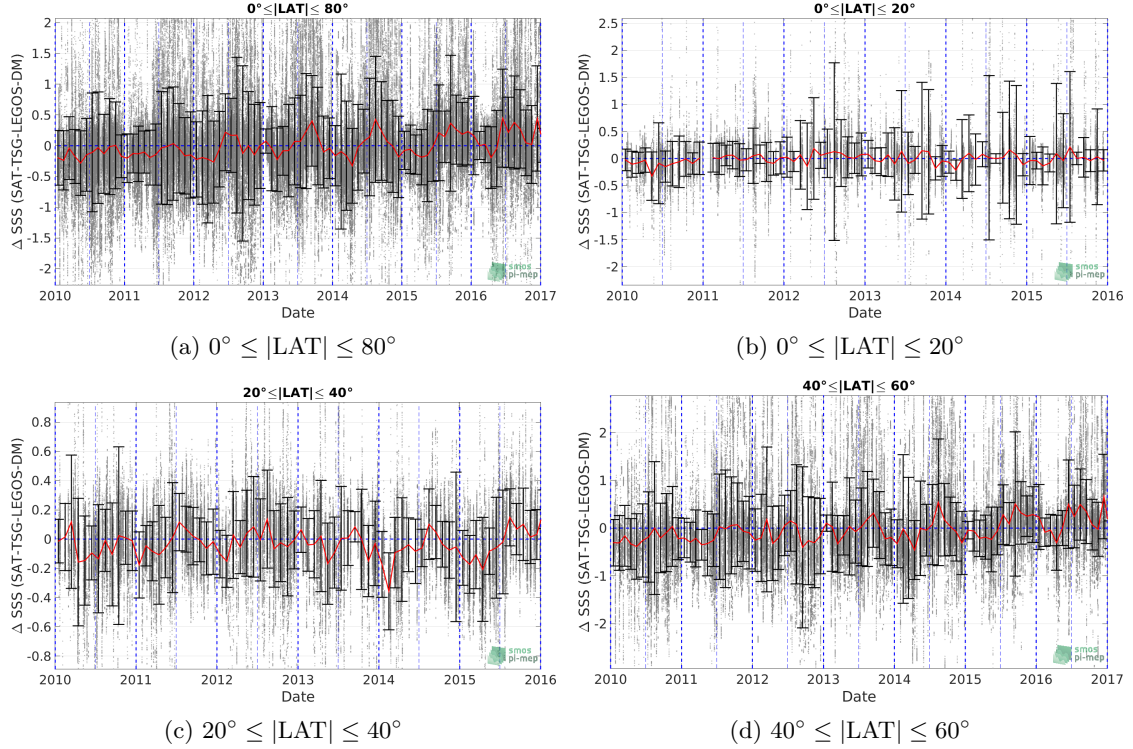 0°≤|LAT|≤ 80°
Δ SSS (SAT-TSG-LEGOS-DM)
2
1.5
1
0.5
0
-0.5
-1
-1.5
-2
2010 2011 2012 2013 2014 2015 2016 2017
Date
smos
pi-mep
(a) 0° ≤ |LAT| ≤ 80°
0°≤|LAT|≤ 20°
Δ SSS (SAT-TSG-LEGOS-DM)
2.5
2
1.5
1
0.5
0
-0.5
-1
-1.5
-2
2010 2011 2012 2013 2014 2015 2016
Date
smos
pi-mep
(b) 0° ≤ |LAT| ≤ 20°
20°≤|LAT|≤ 40°
Δ SSS (SAT-TSG-LEGOS-DM)
0.8
0.6
0.4
0.2
0
-0.2
-0.4
-0.6
-0.8
2010 2011 2012 2013 2014 2015 2016
Date
smos
pi-mep
(c) 20° ≤ |LAT| ≤ 40°
40°≤|LAT|≤ 60°
Δ SSS (SAT-TSG-LEGOS-DM)
2
1
0
-1
-2
2010 2011 2012 2013 2014 2015 2016 2017
Date
smos
pi-mep
(d) 40° ≤ |LAT| ≤ 60°